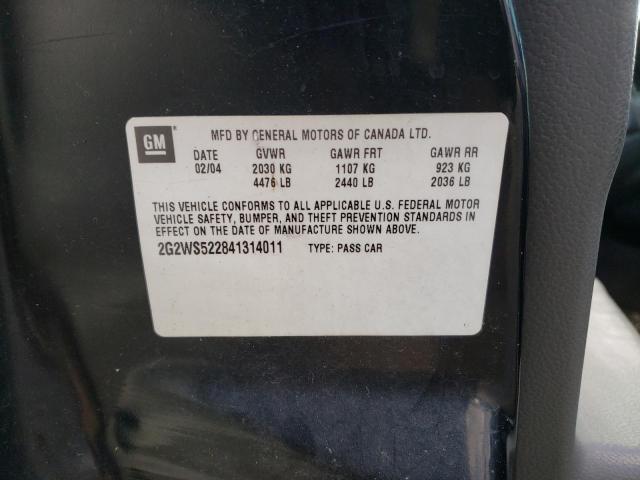 GM
MFD BY GENERAL MOTORS OF CANADA LTD.
DATE GVWR GAWR FRT GAWR RR
02/04 2030 KG 1107 KG 923 KG
4476 LB 2440 LB 2036 LB
THIS VEHICLE CONFORMS TO ALL APPLICABLE U.S. FEDERAL MOTOR
VEHICLE SAFETY, BUMPER, AND THEFT PREVENTION STANDARDS IN
EFFECT ON THE DATE OF MANUFACTURE SHOWN ABOVE.
2G2WS522841314011 TYPE: PASS CAR